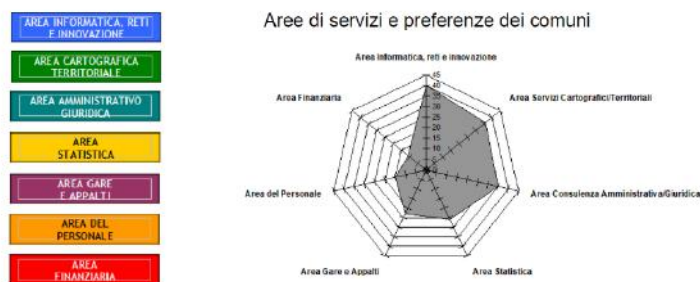 AREA INFORMATICA, RETI
E INNOVAZIONE
AREA CARTOGRAFICA
TERRITORIALE
AREA AMMINISTRATIVO
GIURIDICA
AREA
STATISTICA
AREA GARE
E APPALTI
AREA DEL
PERSONALE
AREA
FINANZIARIA
Aree di servizi e preferenze dei comuni
Area informatica, reti e innovazione
45
40
35
30
25
20
15
10
5
Area Servizi Cartografici/Territoriali
Area Consulenza Amministrativa/Giuridica
Area Statistica
Area Gare e Appalti
Area del Personale
Area Finanziaria